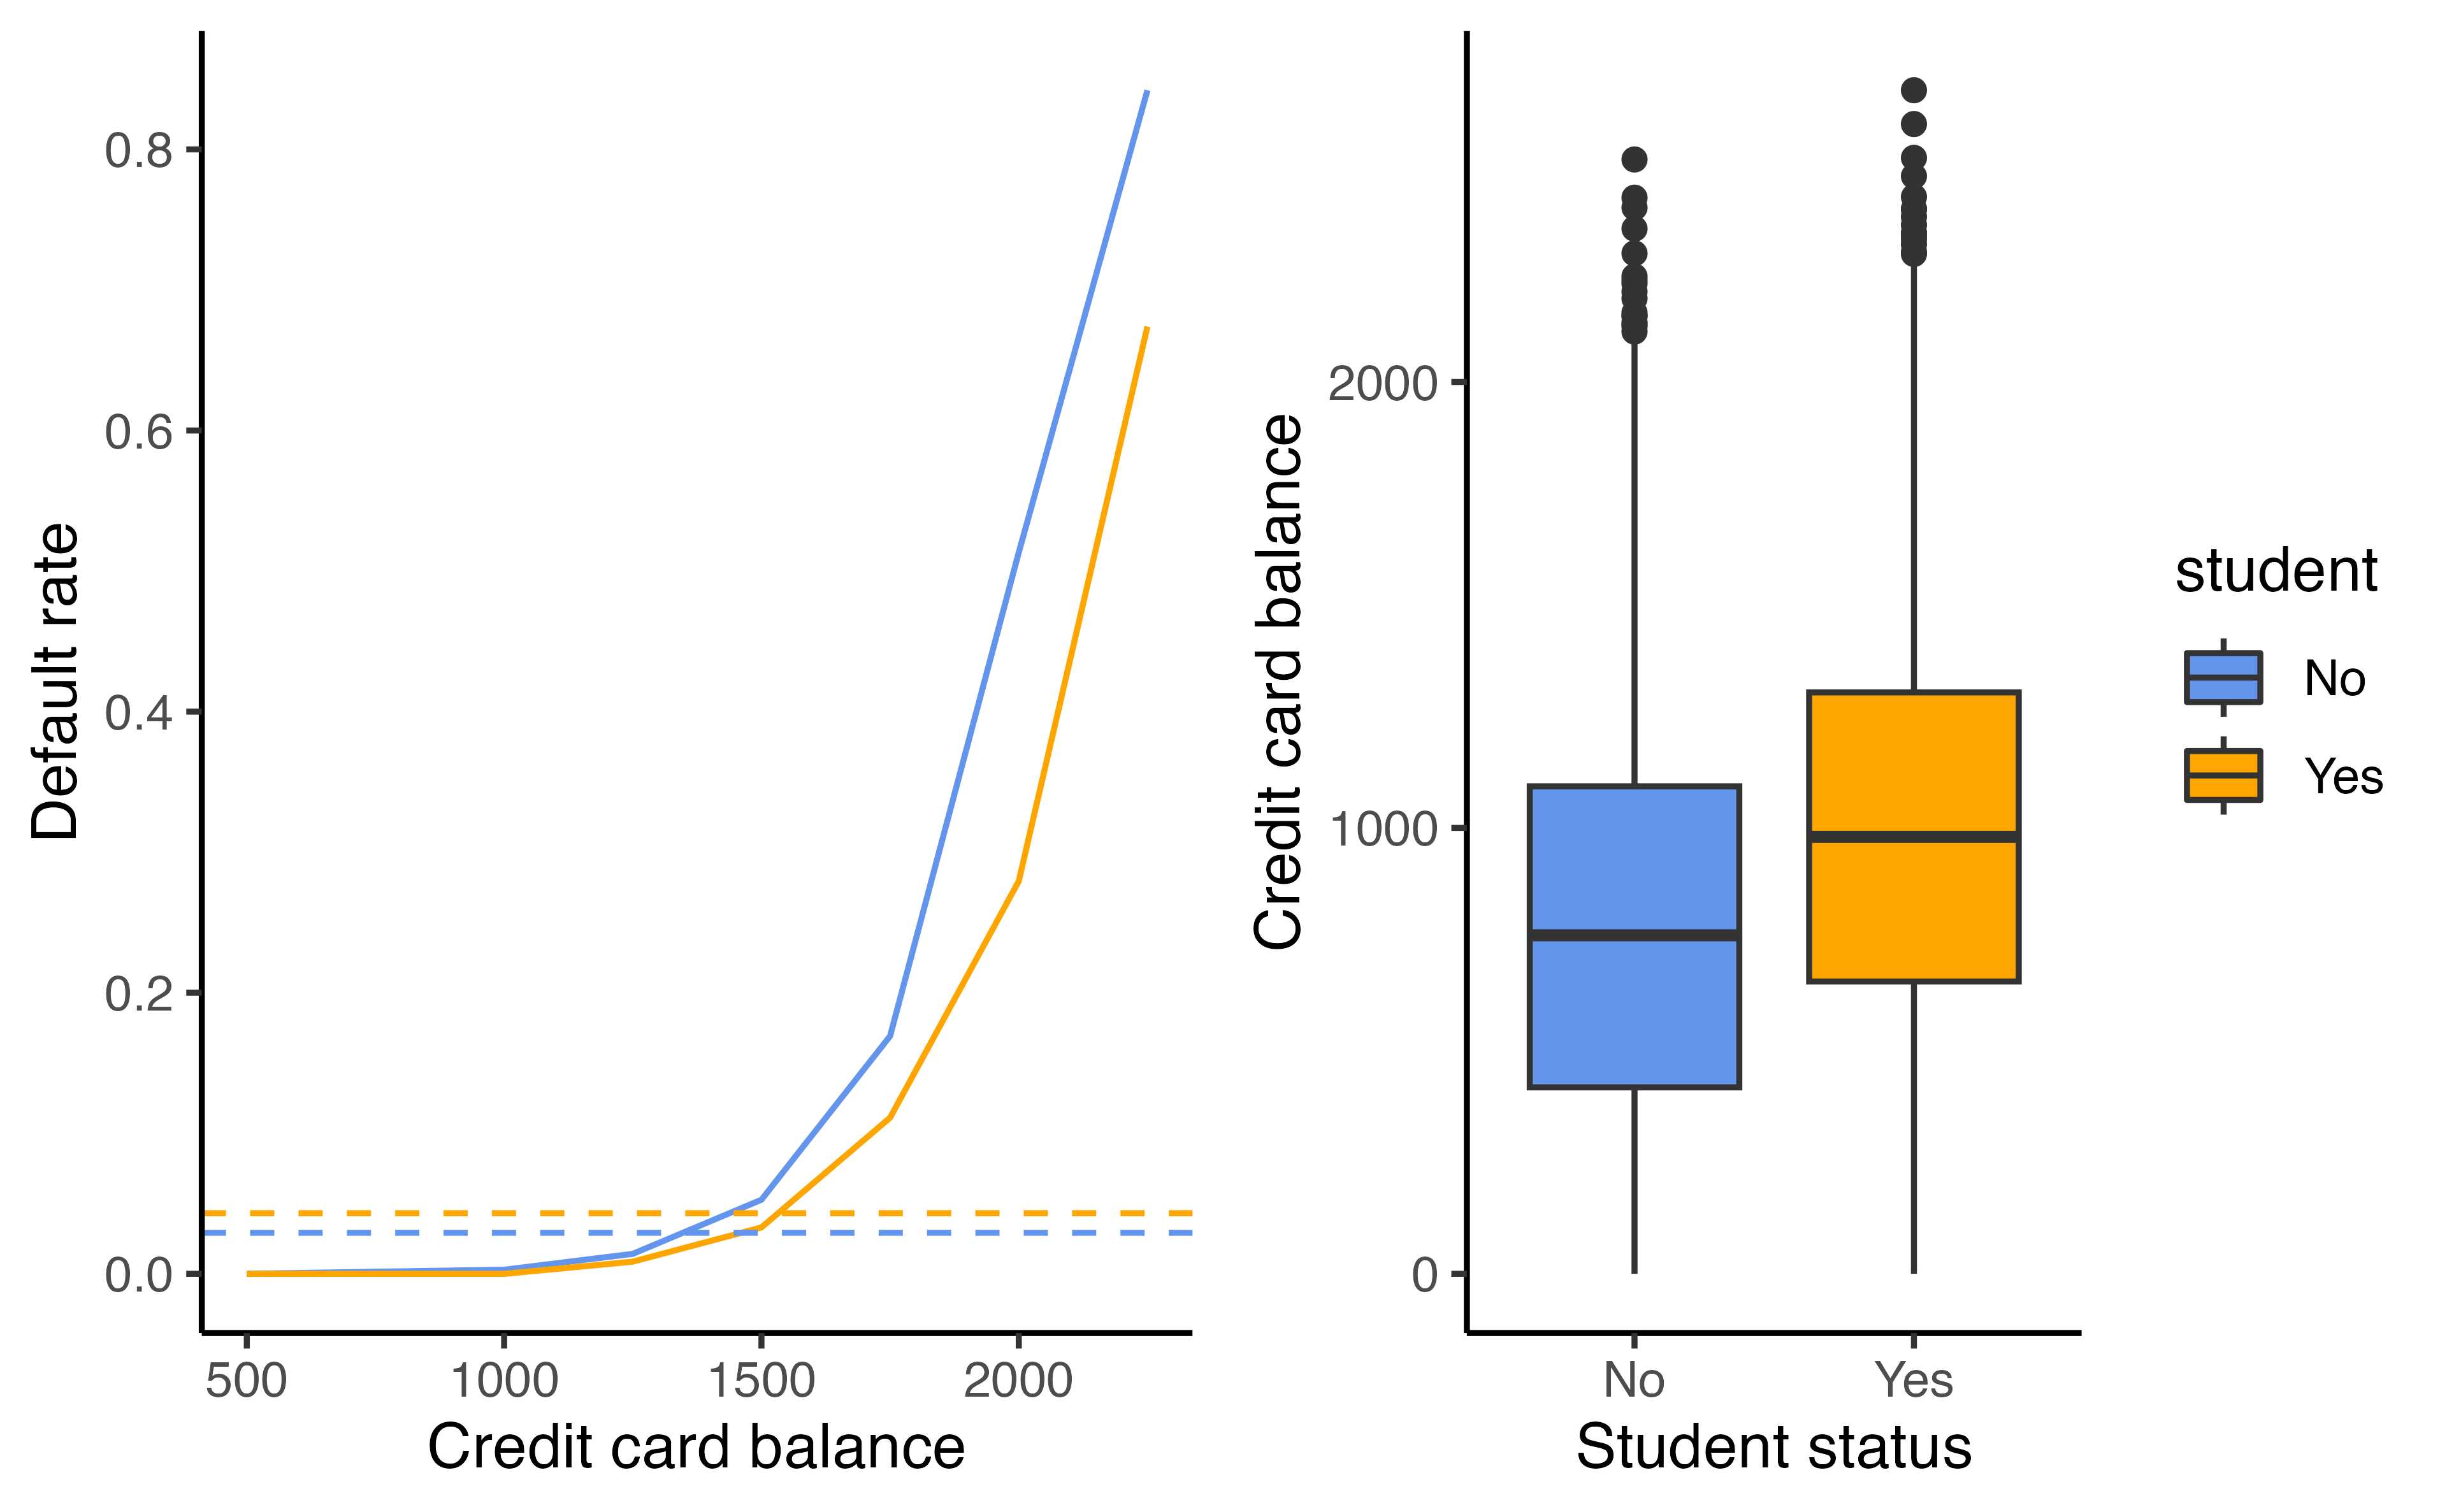 Default rate
0.8
0.6
0.4
0.2
0.0
500 1000 1500 2000
Credit card balance
Credit card balance
2000
1000
0
No Yes
Student status
student
No
Yes